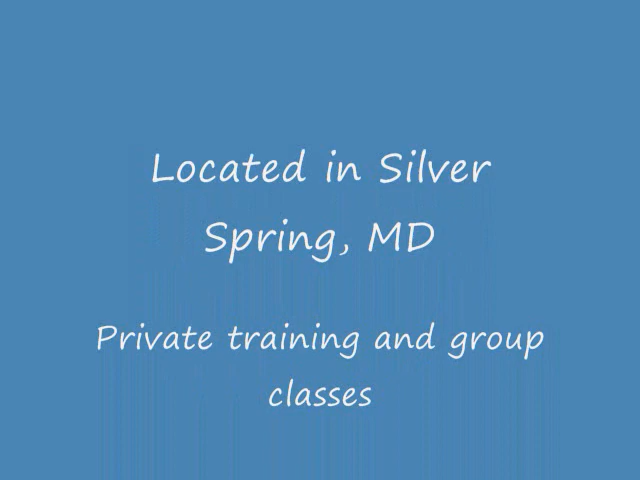 Located in Silver
Spring, MD
Private training and group
classes